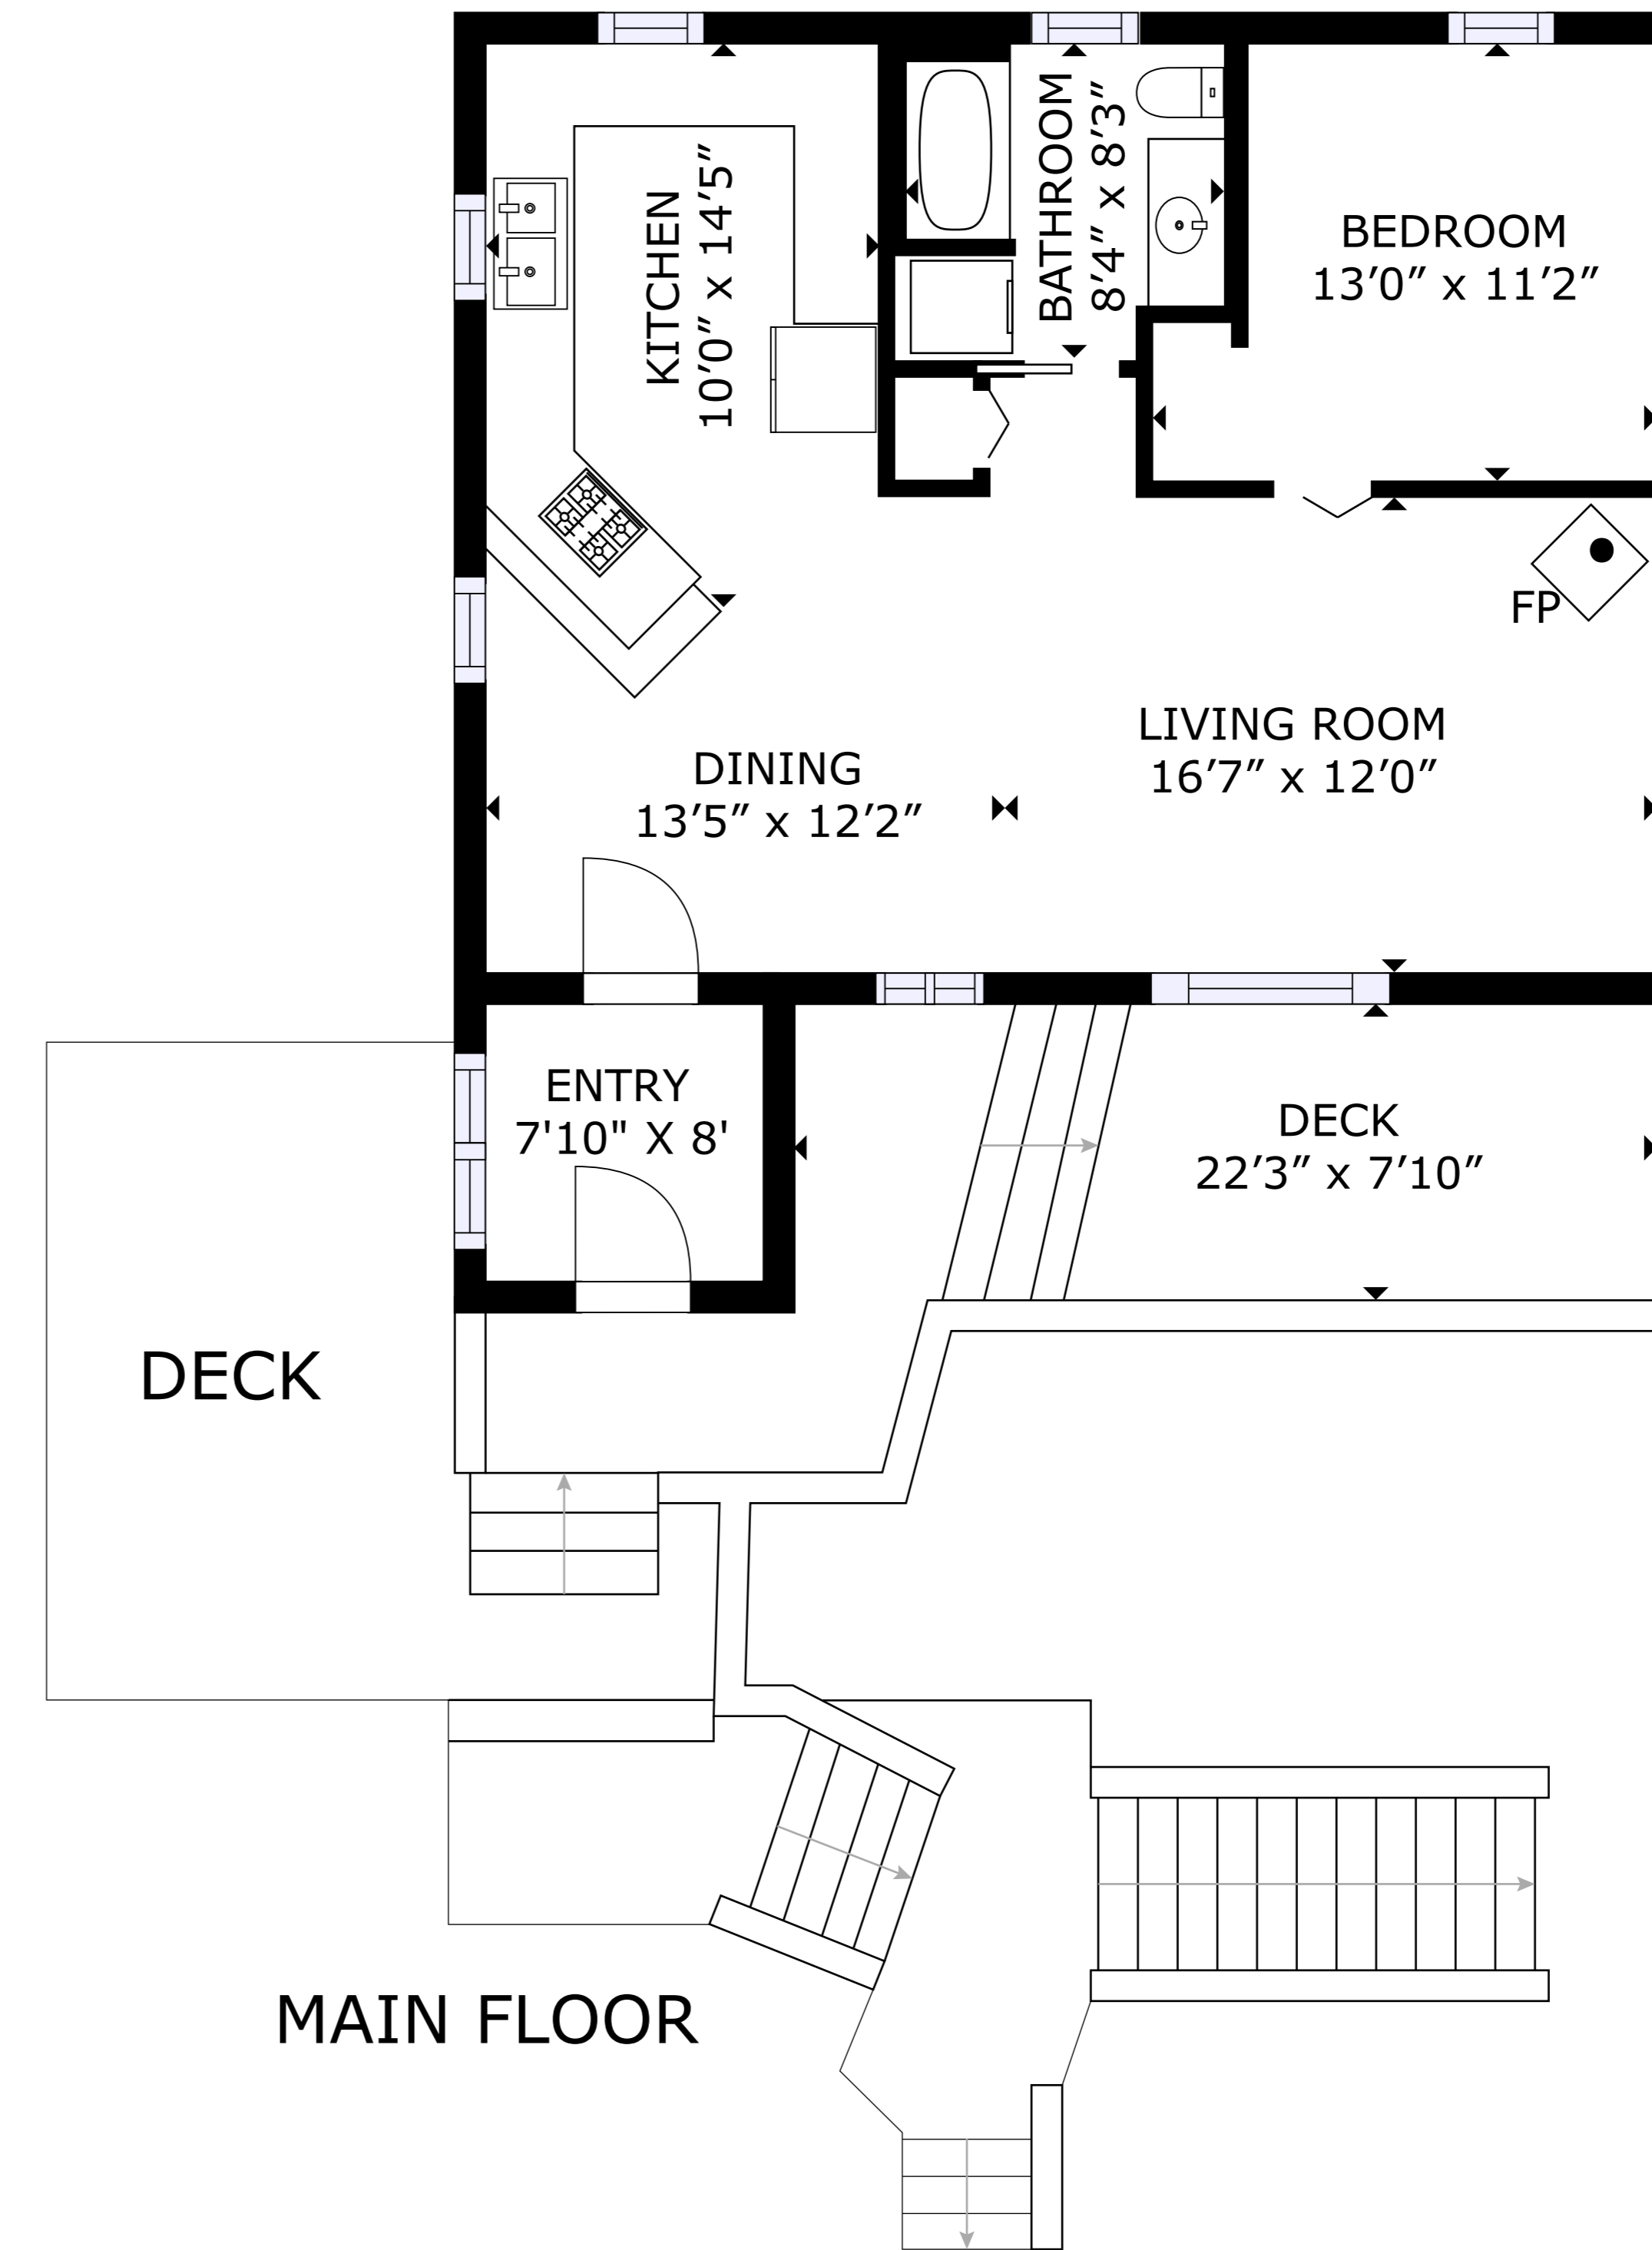 KITCHEN
10′0″ x 14′5″
BATHROOM
8′4″ x 8′3″
BEDROOM
13′0″ x 11′2″
FP
LIVING ROOM
16′7″ x 12′0″
DINING
13′5″ x 12′2″
ENTRY
7'10" X 8'
DECK
22′3″ x 7′10″
DECK
MAIN FLOOR